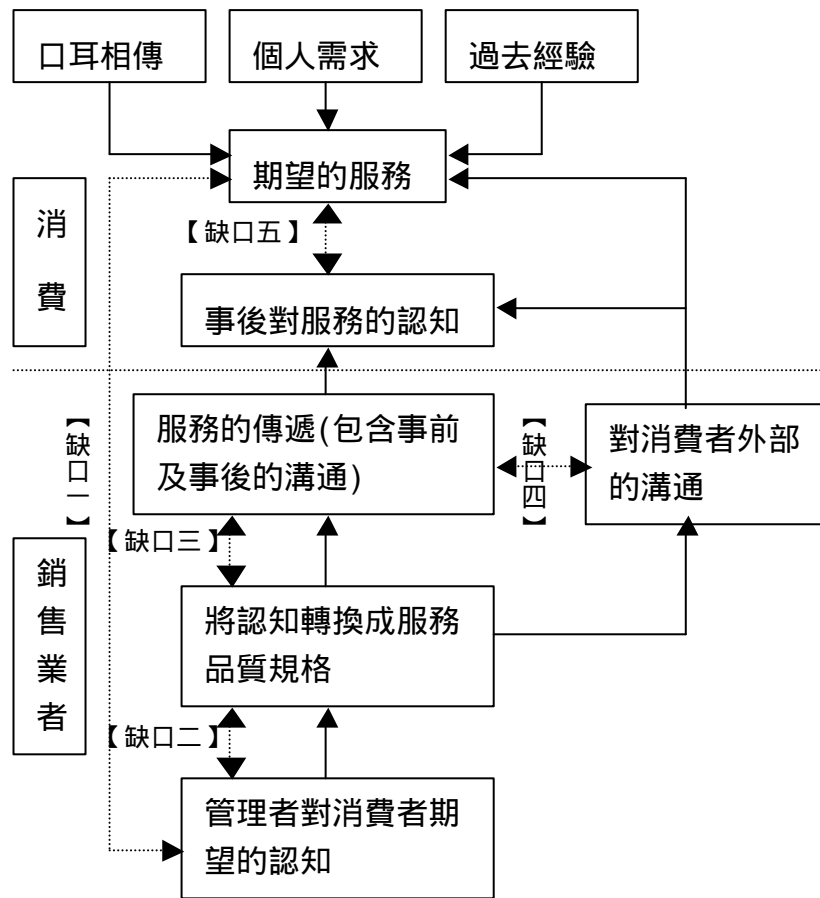 口耳相傳
個人需求
過去經驗
期望的服務
消
費
【缺口五】
事後對服務的認知
服務的傳遞(包含事前
及事後的溝通)
【缺口一】
【缺口四】
對消費者外部
的溝通
【缺口三】
銷
售
業
者
將認知轉換成服務
品質規格
【缺口二】
管理者對消費者期
望的認知